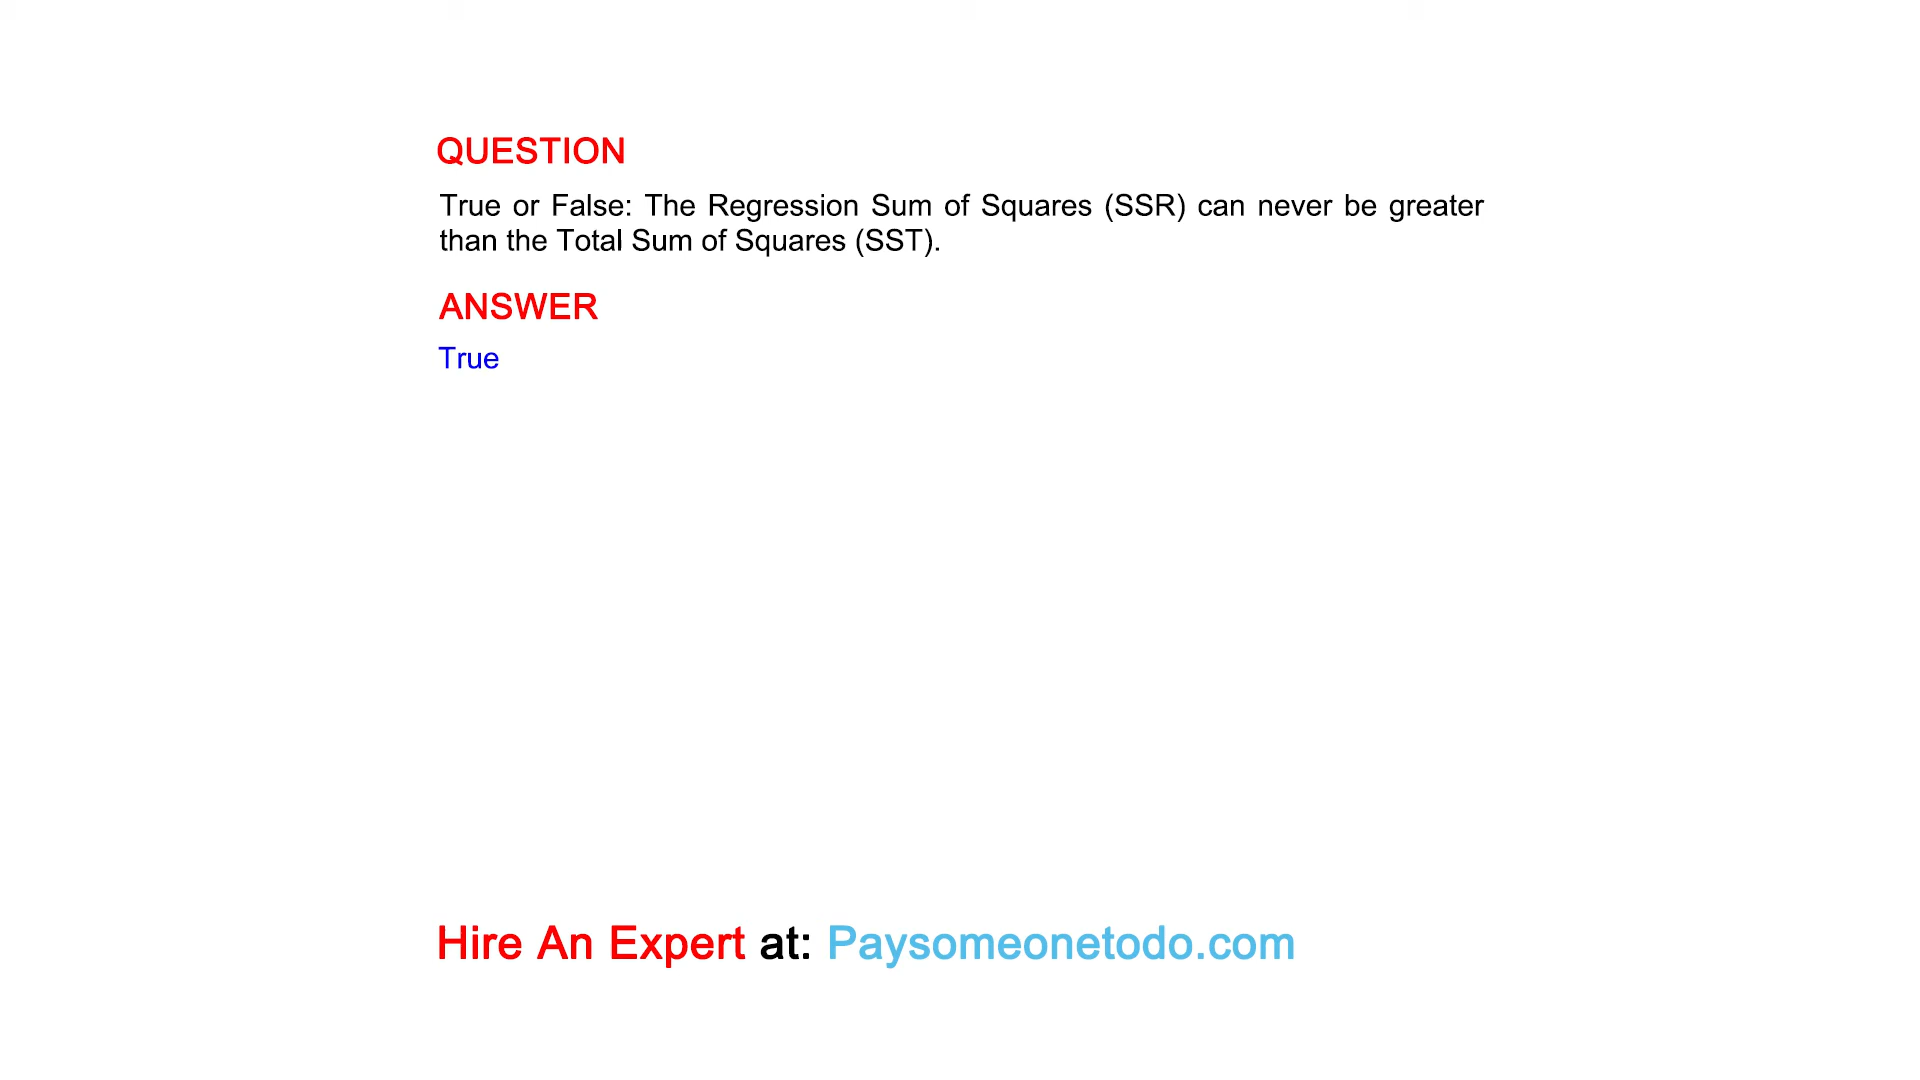 QUESTION
True or False: The Regression Sum of Squares (SSR) can never be greater
than the Total Sum of Squares (SST).
ANSWER
True
Hire An Expert at: Paysomeonetodo.com